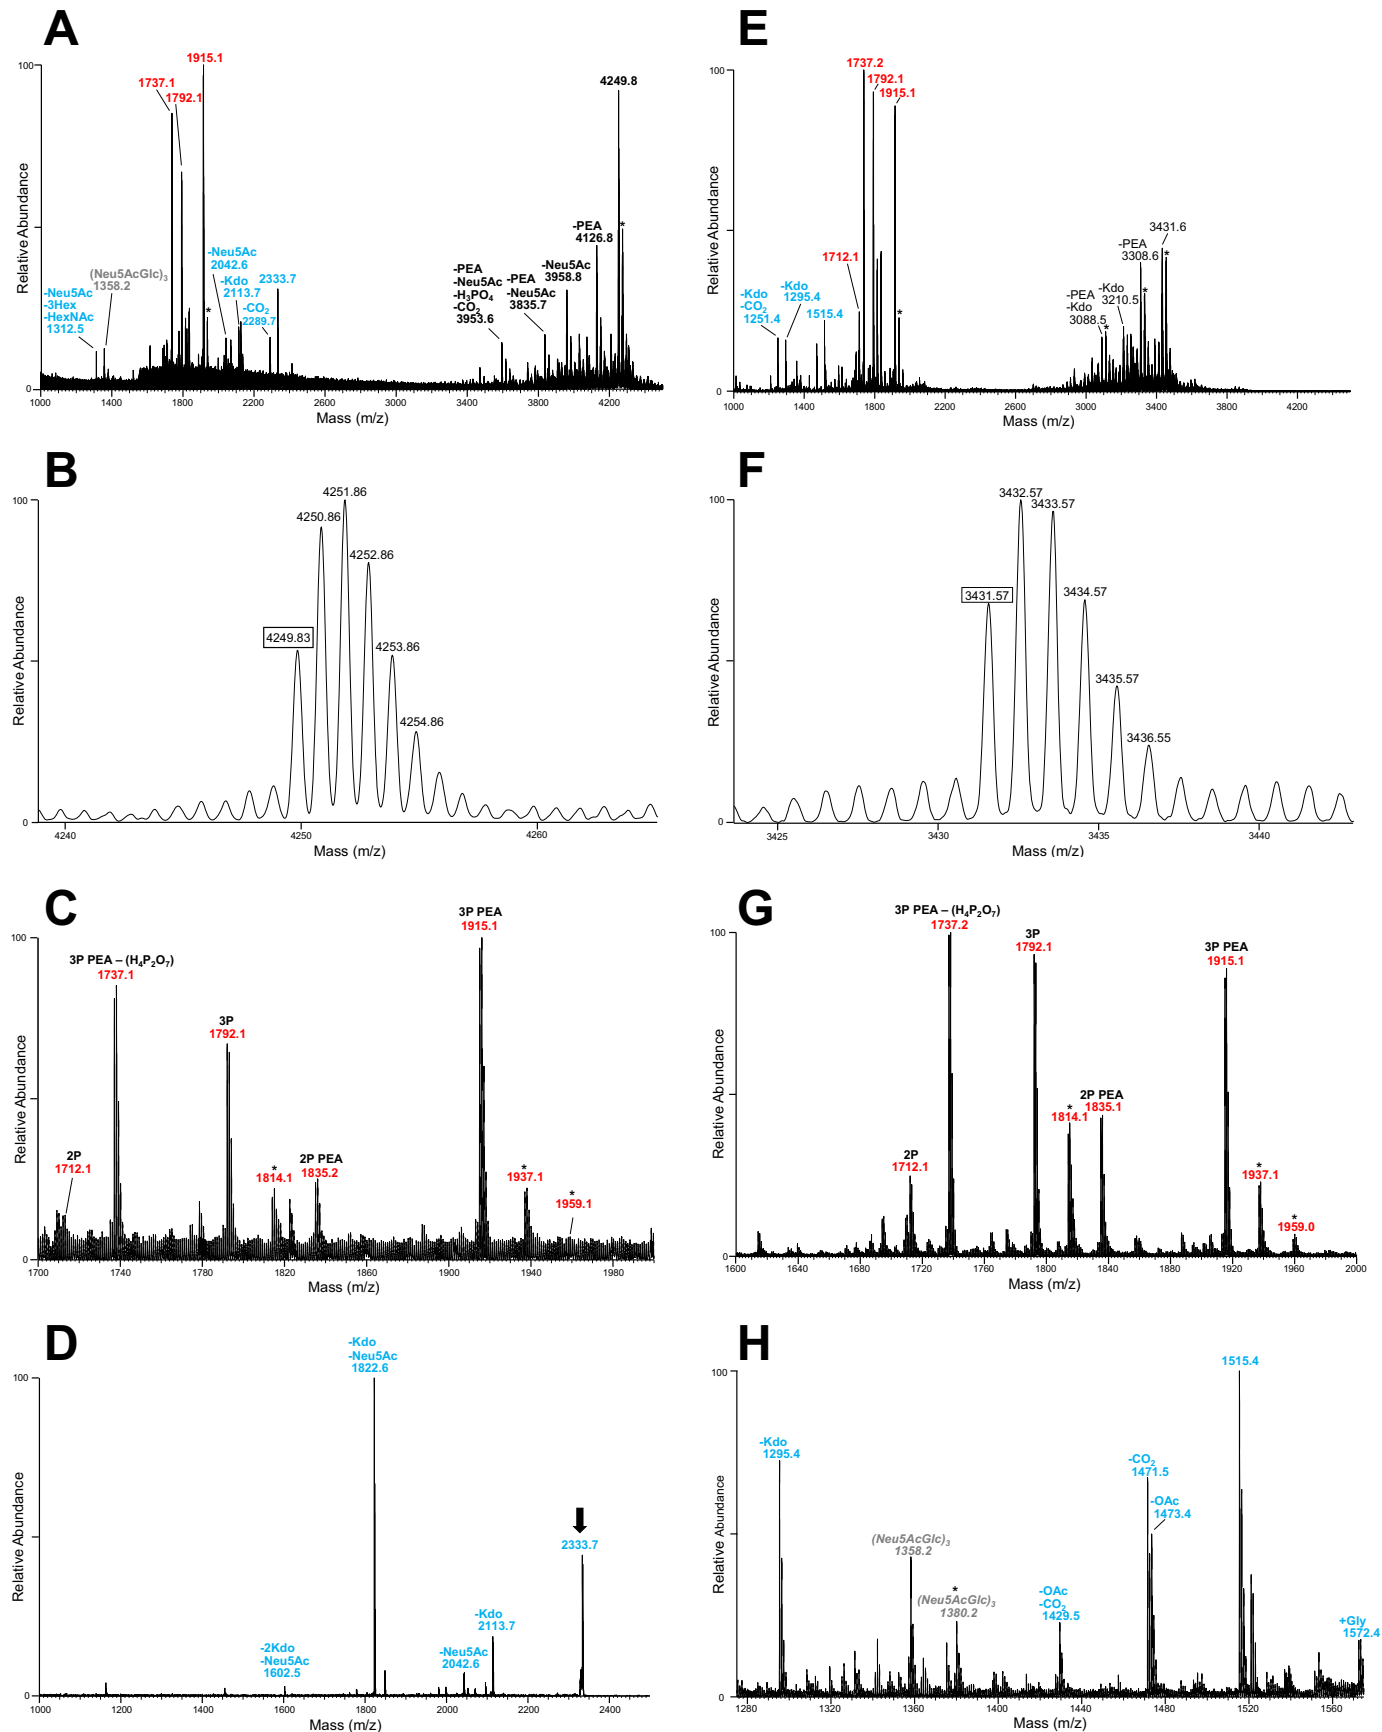 A
100
Relative Abundance
0
1915.1
1737.1
1792.1
4249.8
(Neu5AcGlc)₃
1358.2
-Neu5Ac
-3Hex
-HexNAc
1312.5
*
-Neu5Ac
2042.6
-Kdo
2113.7
2333.7
-CO₂
2289.7
-PEA
-Neu5Ac
-H₃PO₄
-CO₂
3953.6
-PEA
-Neu5Ac
3835.7
-Neu5Ac
3958.8
-PEA
4126.8
*
1000 1400 1800 2200 2600 3000 3400 3800 4200
Mass (m/z)
E
100
Relative Abundance
0
1737.2
1792.1
1915.1
1712.1
-Kdo
-CO₂
1251.4
-Kdo
1295.4
1515.4
*
-PEA
-Kdo
3088.5
*
-Kdo
3210.5
-PEA
3308.6
*
3431.6
*
1000 1400 1800 2200 2600 3000 3400 3800 4200
Mass (m/z)
B
100
Relative Abundance
0
4249.83
4250.86
4251.86
4252.86
4253.86
4254.86
4240 4250 4260
Mass (m/z)
F
100
Relative Abundance
0
3431.57
3432.57
3433.57
3434.57
3435.57
3436.55
3425 3430 3435 3440
Mass (m/z)
C
100
Relative Abundance
0
2P
1712.1
3P PEA – (H₄P₂O₇)
1737.1
3P
1792.1
*
1814.1
2P PEA
1835.2
3P PEA
1915.1
*
1937.1
*
1959.1
1700 1740 1780 1820 1860 1900 1940 1980
Mass (m/z)
G
100
Relative Abundance
0
2P
1712.1
3P PEA – (H₄P₂O₇)
1737.2
3P
1792.1
*
1814.1
2P PEA
1835.1
3P PEA
1915.1
*
1937.1
*
1959.0
1600 1640 1680 1720 1760 1800 1840 1880 1920 1960 2000
Mass (m/z)
D
100
Relative Abundance
0
-2Kdo
-Neu5Ac
1602.5
-Kdo
-Neu5Ac
1822.6
-Neu5Ac
2042.6
-Kdo
2113.7
2333.7
1000 1200 1400 1600 1800 2000 2200 2400
Mass (m/z)
H
100
Relative Abundance
0
-Kdo
1295.4
(Neu5AcGlc)₃
1358.2
*
(Neu5AcGlc)₃
1380.2
-OAc
-CO₂
1429.5
-CO₂
1471.5
-OAc
1473.4
1515.4
+Gly
1572.4
1280 1320 1360 1400 1440 1480 1520 1560
Mass (m/z)